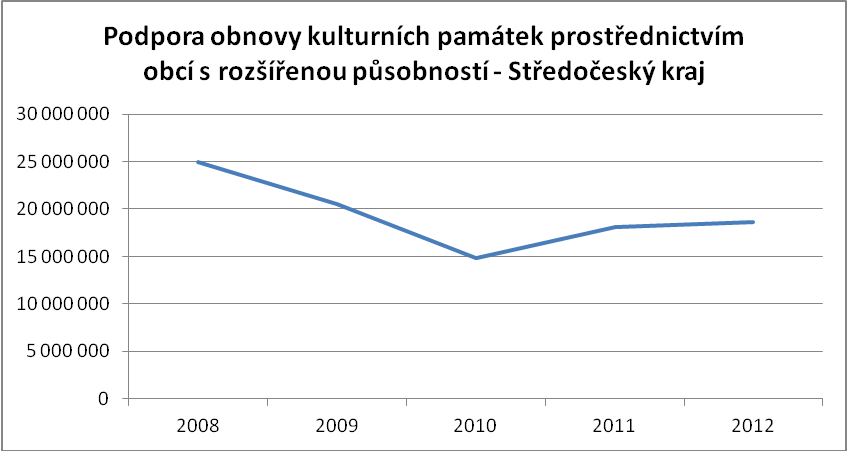 Podpora obnovy kulturních památek prostřednictvím
obcí s rozšířenou působností - Středočeský kraj
30 000 000
25 000 000
20 000 000
15 000 000
10 000 000
5 000 000
0
2008 2009 2010 2011 2012